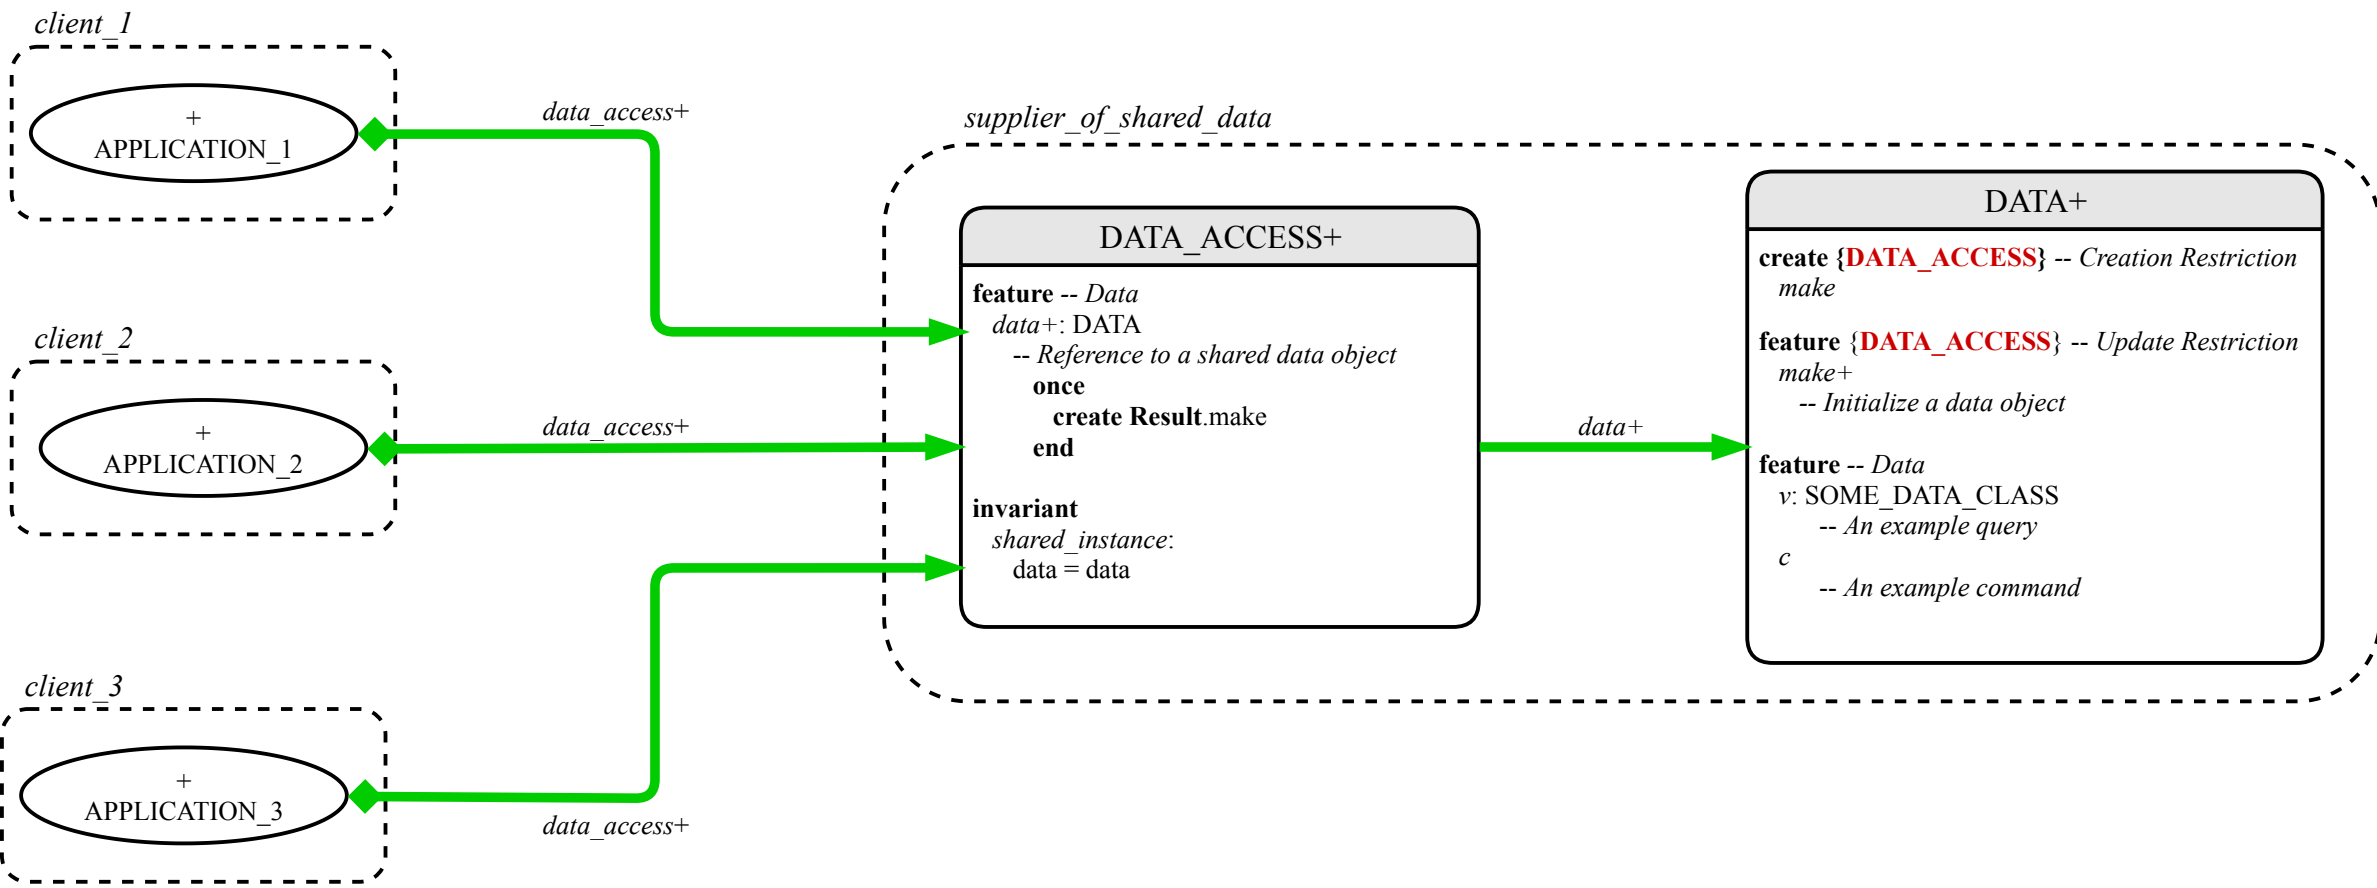 client_1
+
APPLICATION_1
data_access+
client_2
+
APPLICATION_2
data_access+
client_3
+
APPLICATION_3
data_access+
supplier_of_shared_data
DATA_ACCESS+
feature -- Data
data+: DATA
-- Reference to a shared data object
once
create Result.make
end
invariant
shared_instance:
data = data
data+
DATA+
create {DATA_ACCESS} -- Creation Restriction
make
feature {DATA_ACCESS} -- Update Restriction
make+
-- Initialize a data object
feature -- Data
v: SOME_DATA_CLASS
-- An example query
c
-- An example command